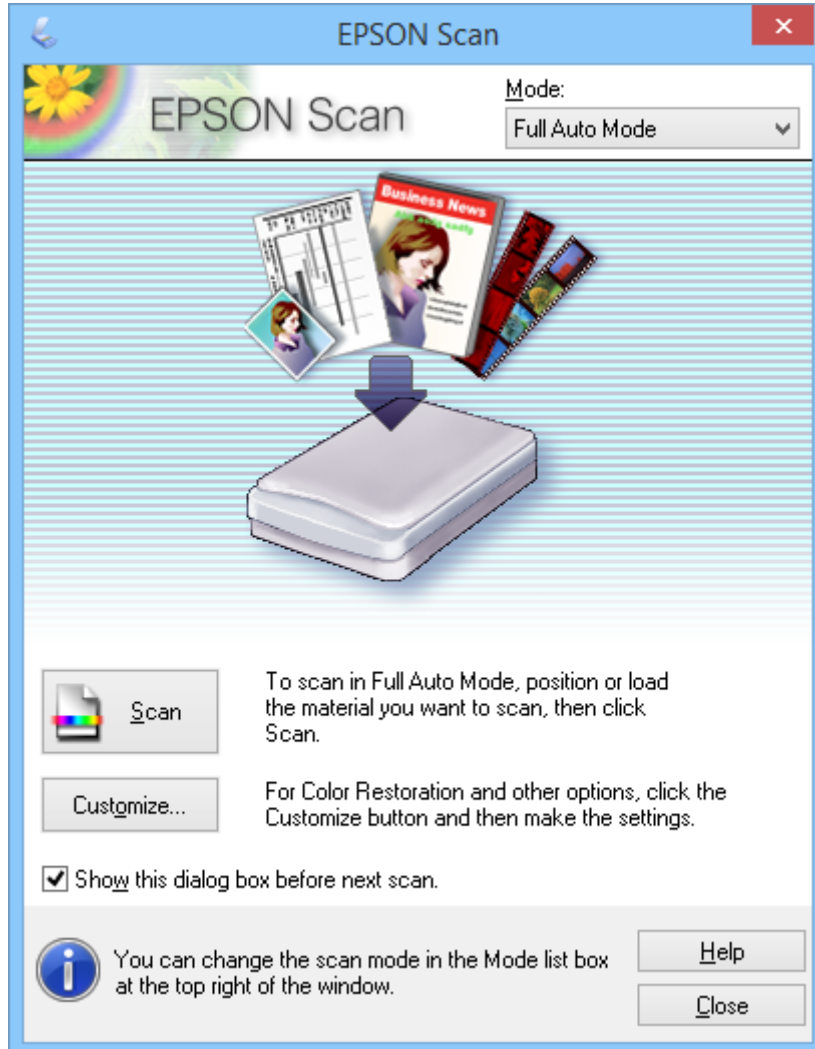 EPSON Scan
EPSON Scan
Mode:
Full Auto Mode
Business News
Scan
To scan in Full Auto Mode, position or load
the material you want to scan, then click
Scan.
Customize...
For Color Restoration and other options, click the
Customize button and then make the settings.
Show this dialog box before next scan.
You can change the scan mode in the Mode list box
at the top right of the window.
Help
Close